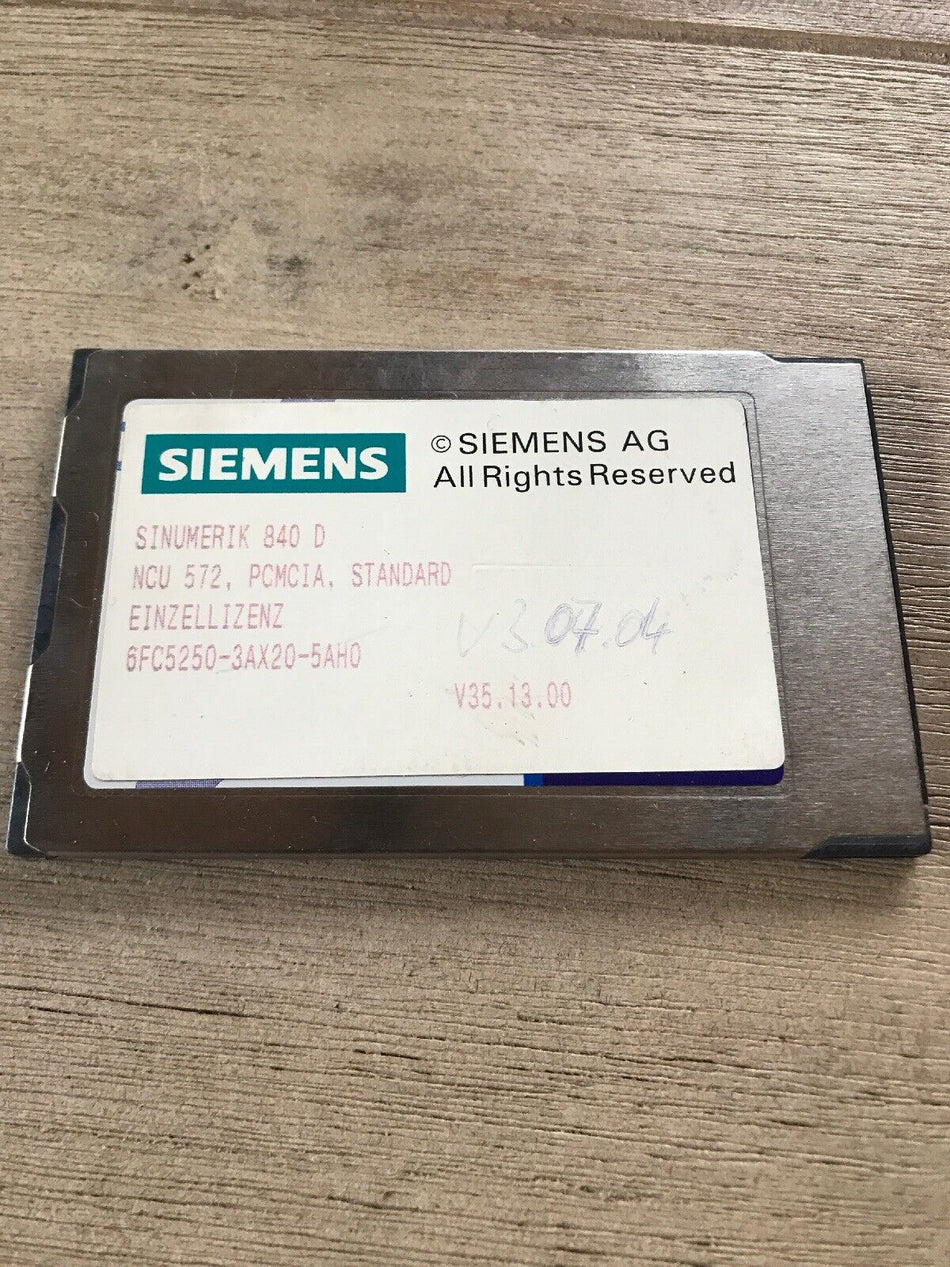 SIEMENS
© SIEMENS AG
All Rights Reserved
SINUMERIK 840 D
NCU 572, PCMCIA, STANDARD
EINZELLIZENZ
6FC5250-3AX20-5AH0
V3.07.04
V35.13.00